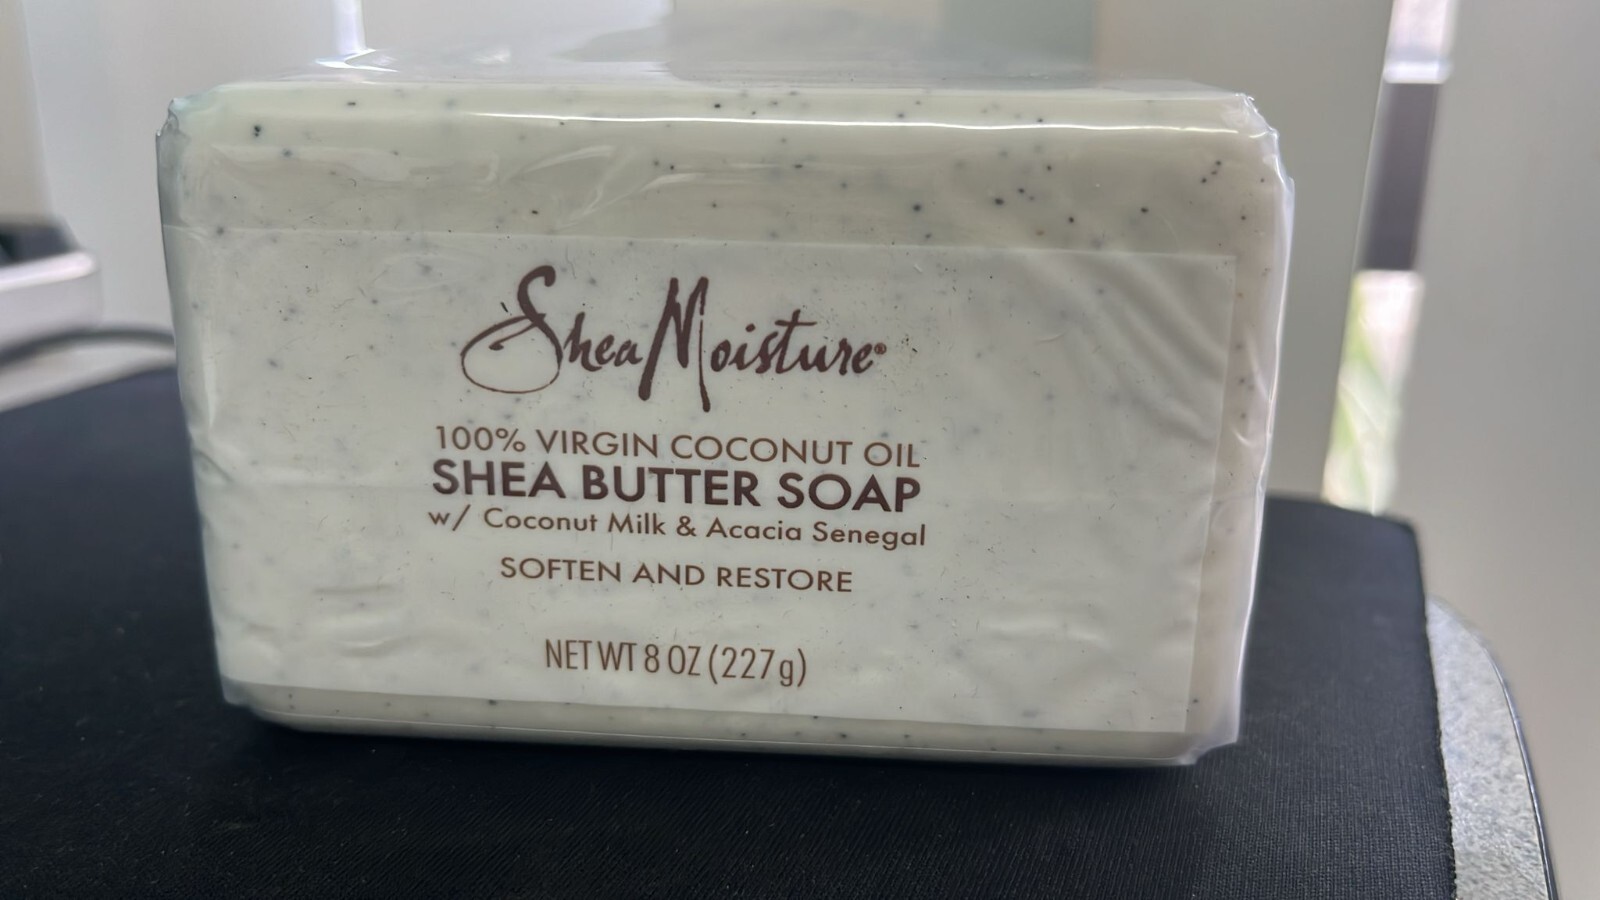 SheaMoisture®
100% VIRGIN COCONUT OIL
SHEA BUTTER SOAP
w/ Coconut Milk & Acacia Senegal
SOFTEN AND RESTORE
NET WT 8 OZ (227g)